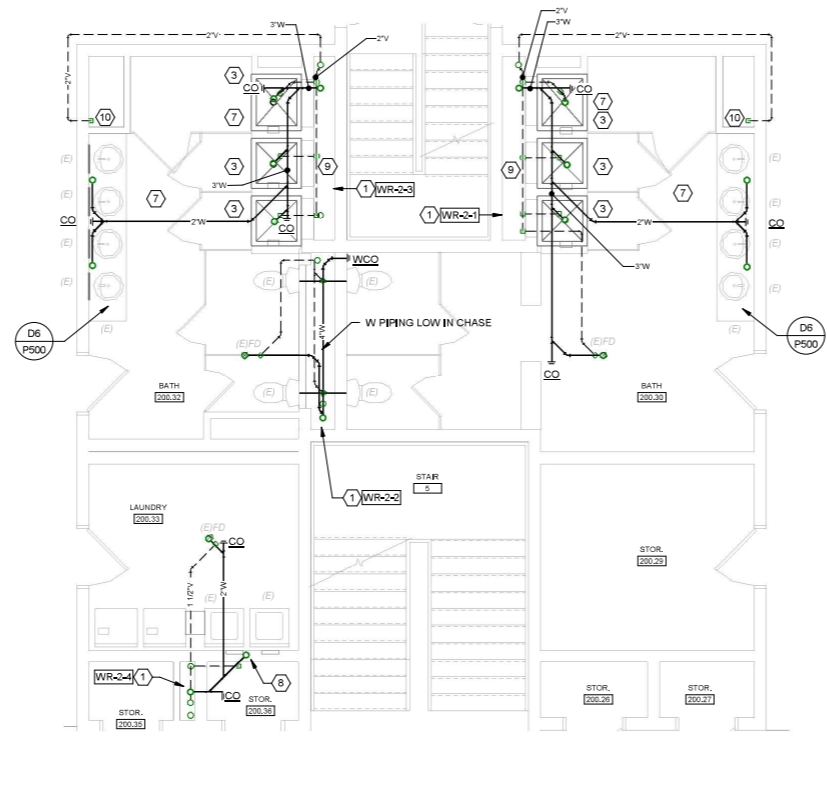 2"V
3"W
2"V
2"V
3"W
2"V
2"V
2"V
3
CO
7
10
3
3"W
9
1 WR-2-3
(E)
(E)
(E)
(E)
(E)
7
CO
2"W
3
CO
CO
7
3
10
3
9
1 WR-2-1
3
7
2"W
CO
3"W
(E)
(E)
(E)
(E)
(E)
WCO
(E)
(E)
4"W
W PIPING LOW IN CHASE
(E)FD
(E)
(E)
D6
P500
(E)FD
CO
D6
P500
BATH
200.32
BATH
200.30
1 WR-2-2
STAIR
5
LAUNDRY
200.33
(E)FD
CO
1 1/2"V
2"W
(E)
(E)
STOR.
200.29
WR-2-4 1
8
CO
STOR.
200.35
STOR.
200.36
STOR.
200.26
STOR.
200.27